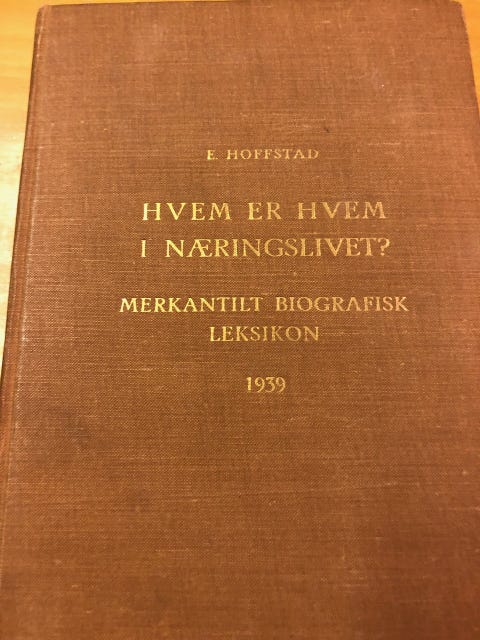 E. HOFFSTAD
HVEM ER HVEM
I NÆRINGSLIVET?
MERKANTILT BIOGRAFISK
LEKSIKON
1939